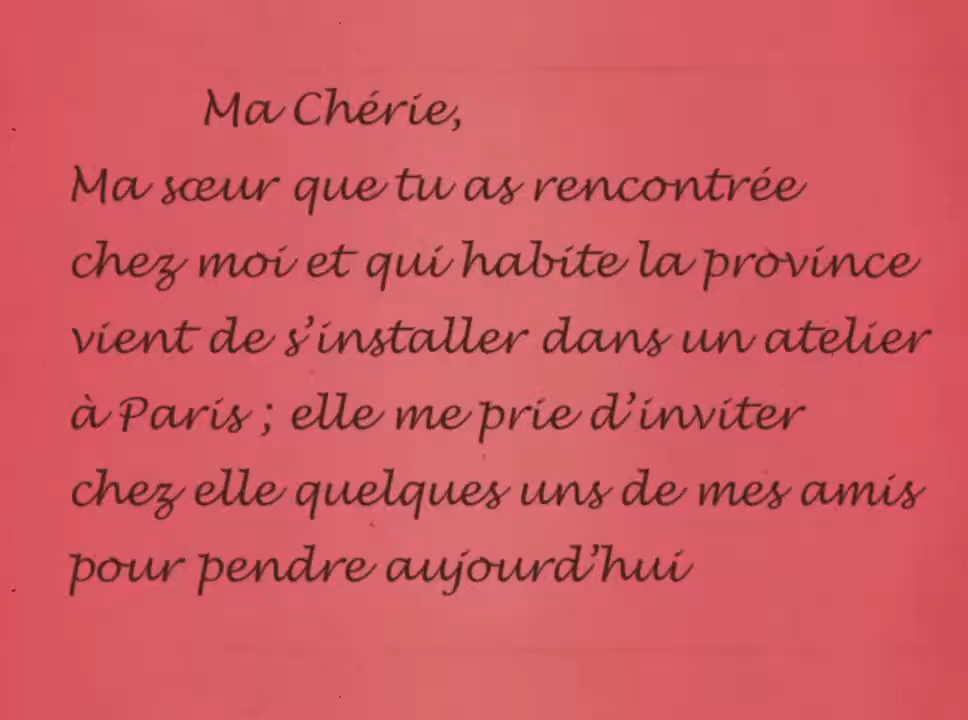 Ma Chérie,
Ma sœur que tu as rencontrée
chez moi et qui habite la province
vient de s’installer dans un atelier
à Paris ; elle me prie d’inviter
chez elle quelques uns de mes amis
pour pendre aujourd’hui